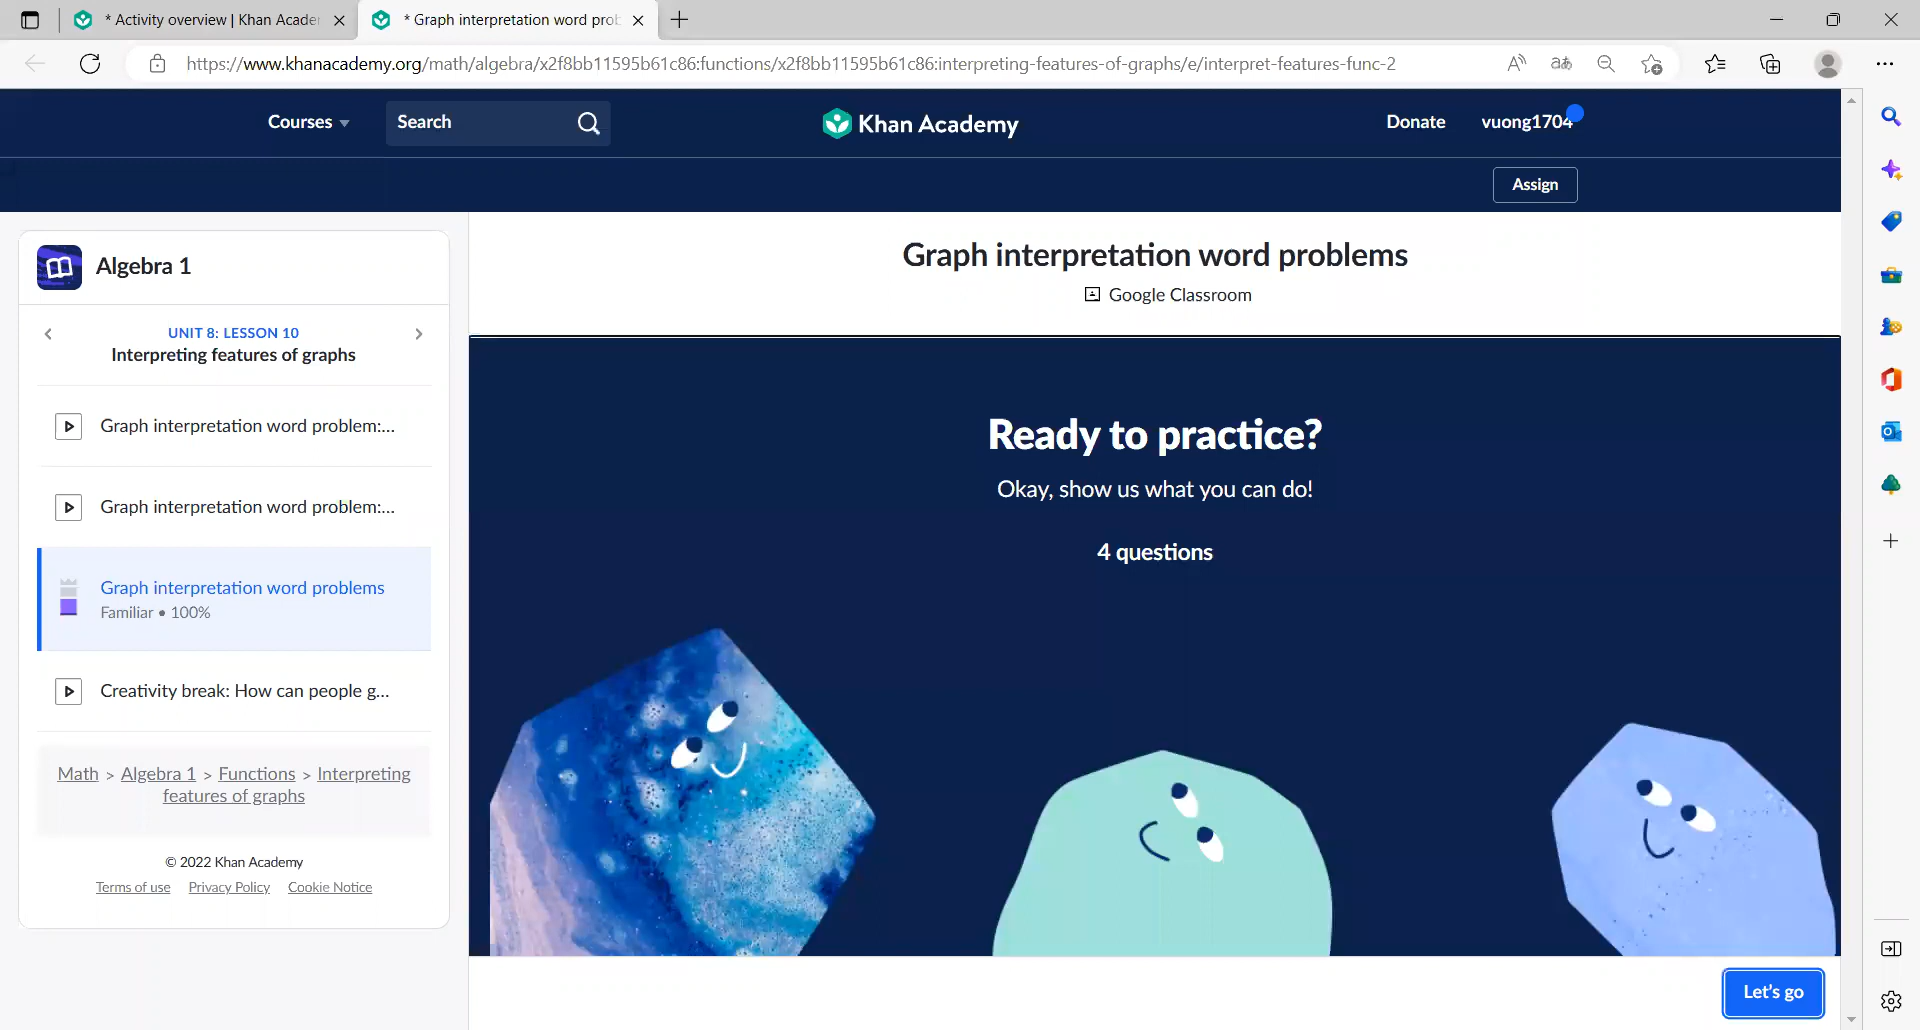 * Activity overview | Khan Acade
* Graph interpretation word prob
https://www.khanacademy.org/math/algebra/x2f8bb11595b61c86:functions/x2f8bb11595b61c86:interpreting-features-of-graphs/e/interpret-features-func-2
Courses
Search
Khan Academy
Donate
vuong1704
Assign
Algebra 1
UNIT 8: LESSON 10
Interpreting features of graphs
Graph interpretation word problem:...
Graph interpretation word problem:...
Graph interpretation word problems
Familiar • 100%
Creativity break: How can people g...
Math > Algebra 1 > Functions > Interpreting
features of graphs
© 2022 Khan Academy
Terms of use Privacy Policy Cookie Notice
Graph interpretation word problems
Google Classroom
Ready to practice?
Okay, show us what you can do!
4 questions
Let's go